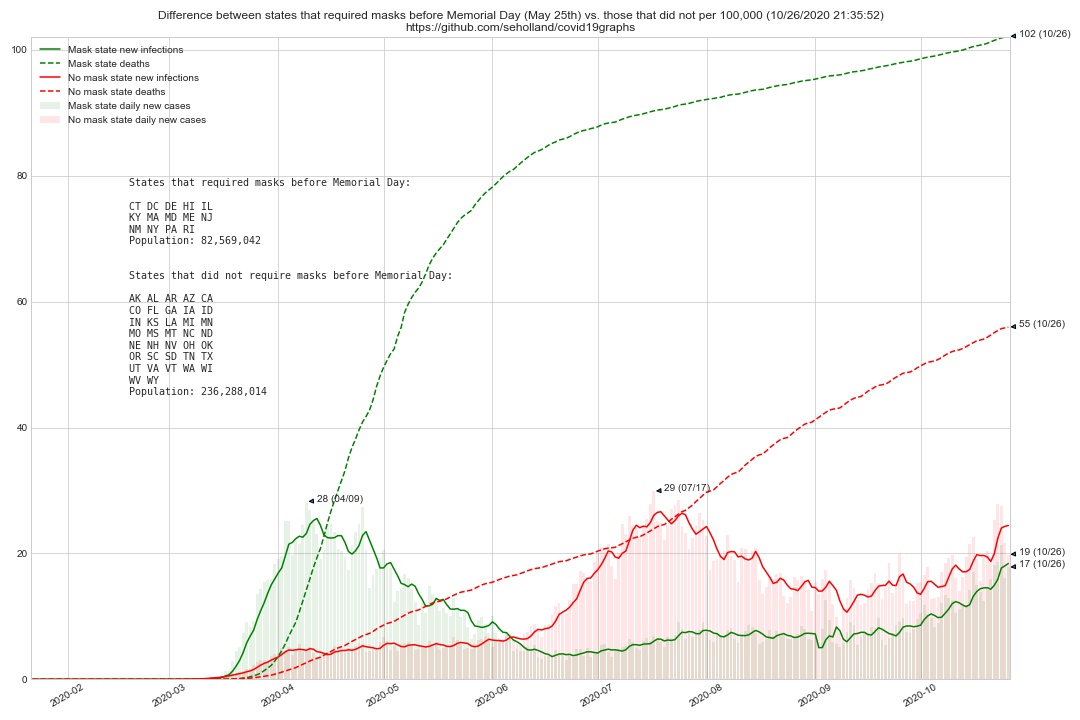 Difference between states that required masks before Memorial Day (May 25th) vs. those that did not per 100,000 (10/26/2020 21:35:52)
https://github.com/seholland/covid19graphs
100
102 (10/26)
Mask state new infections
Mask state deaths
No mask state new infections
No mask state deaths
Mask state daily new cases
No mask state daily new cases
80
States that required masks before Memorial Day:
CT DC DE HI IL
KY MA MD ME NJ
NM NY PA RI
Population: 82,569,042
States that did not require masks before Memorial Day:
60
AK AL AR AZ CA
CO FL GA IA ID
IN KS LA MI MN
MO MS MT NC ND
NE NH NV OH OK
OR SC SD TN TX
UT VA VT WA WI
WV WY
Population: 236,288,014
55 (10/26)
40
28 (04/09)
29 (07/17)
20
19 (10/26)
17 (10/26)
0
2020-02
2020-03
2020-04
2020-05
2020-06
2020-07
2020-08
2020-09
2020-10